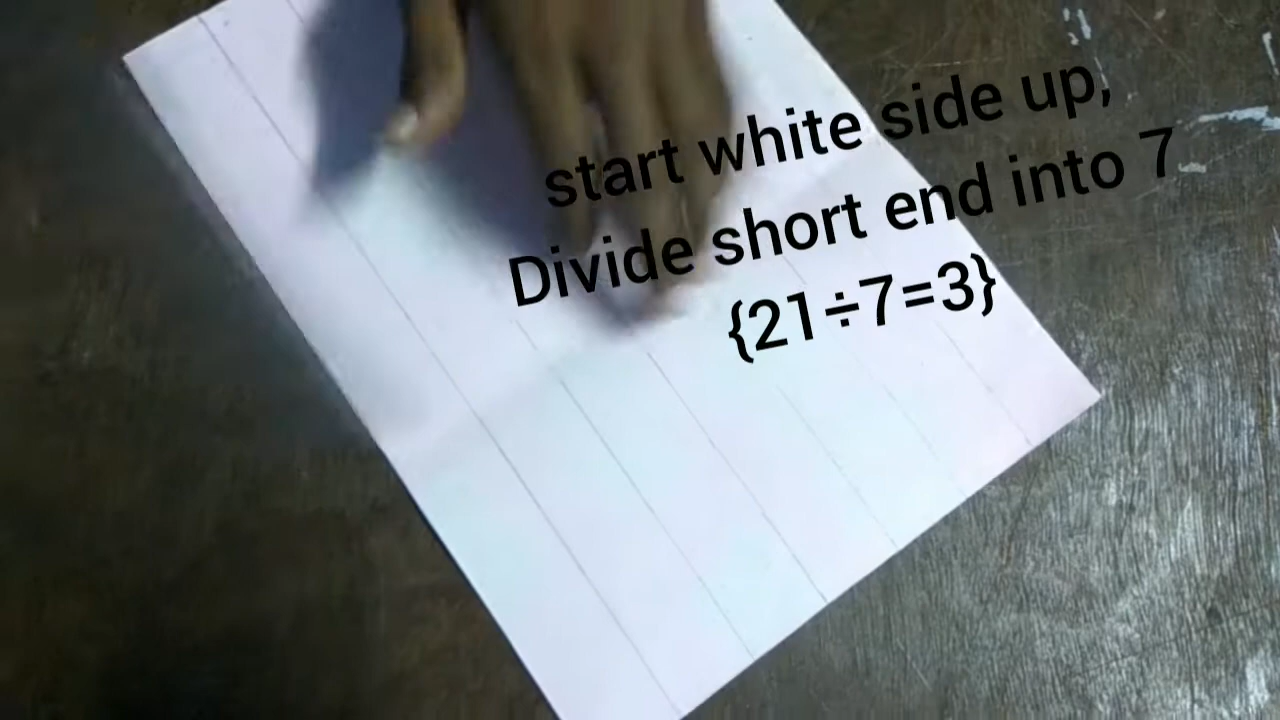 start white side up,
Divide short end into 7
{21÷7=3}